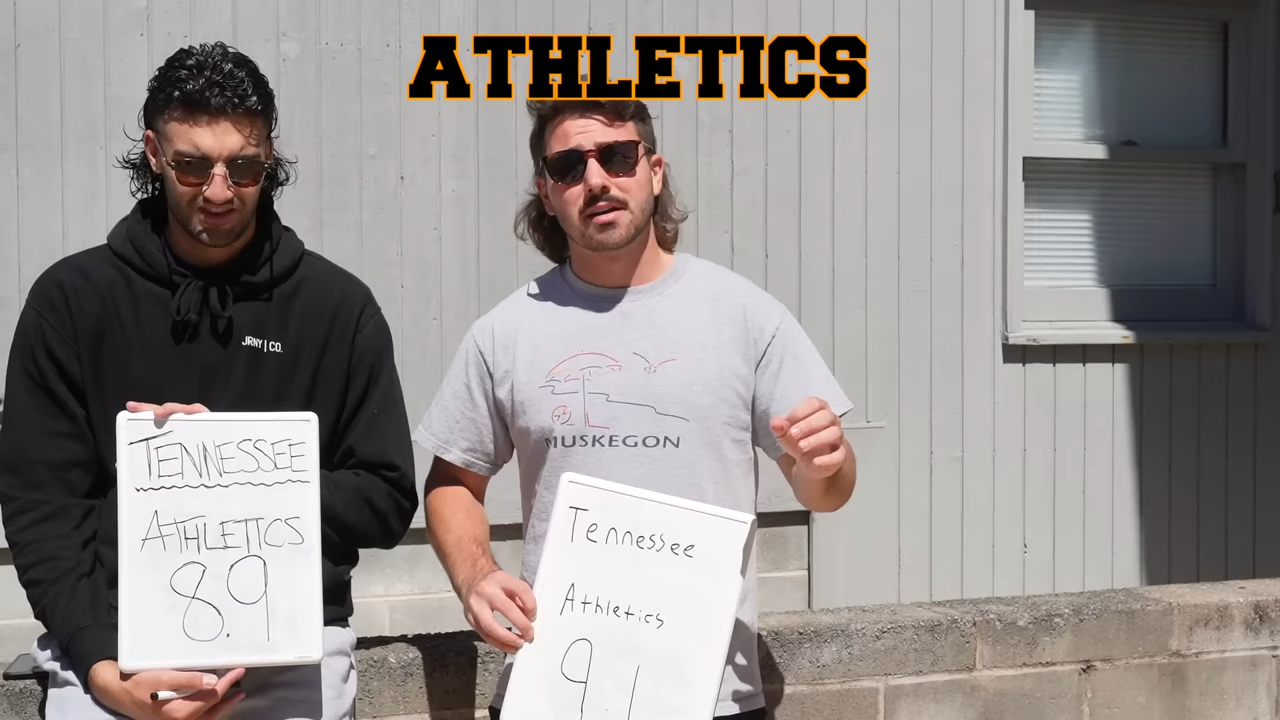 ATHLETICS
JRNY | CO.
MUSKEGON
TENNESSEE
ATHLETICS
8.9
Tennessee
Athletics
9.1